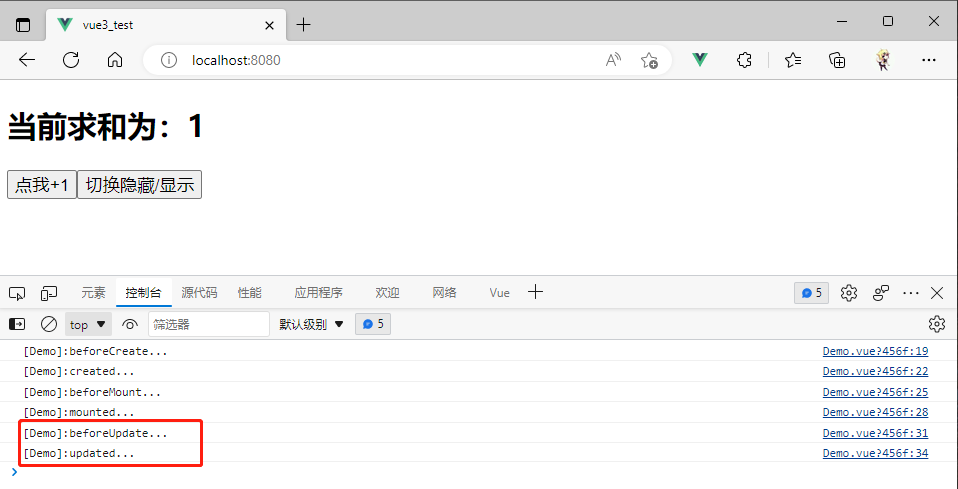 vue3_test
localhost:8080
当前求和为：1
点我+1 切换隐藏/显示
元素 控制台 源代码 性能 应用程序 欢迎 网络 Vue 5
top 筛选器 默认级别 5
[Demo]:beforeCreate... Demo.vue?456f:19
[Demo]:created... Demo.vue?456f:22
[Demo]:beforeMount... Demo.vue?456f:25
[Demo]:mounted... Demo.vue?456f:28
[Demo]:beforeUpdate... Demo.vue?456f:31
[Demo]:updated... Demo.vue?456f:34